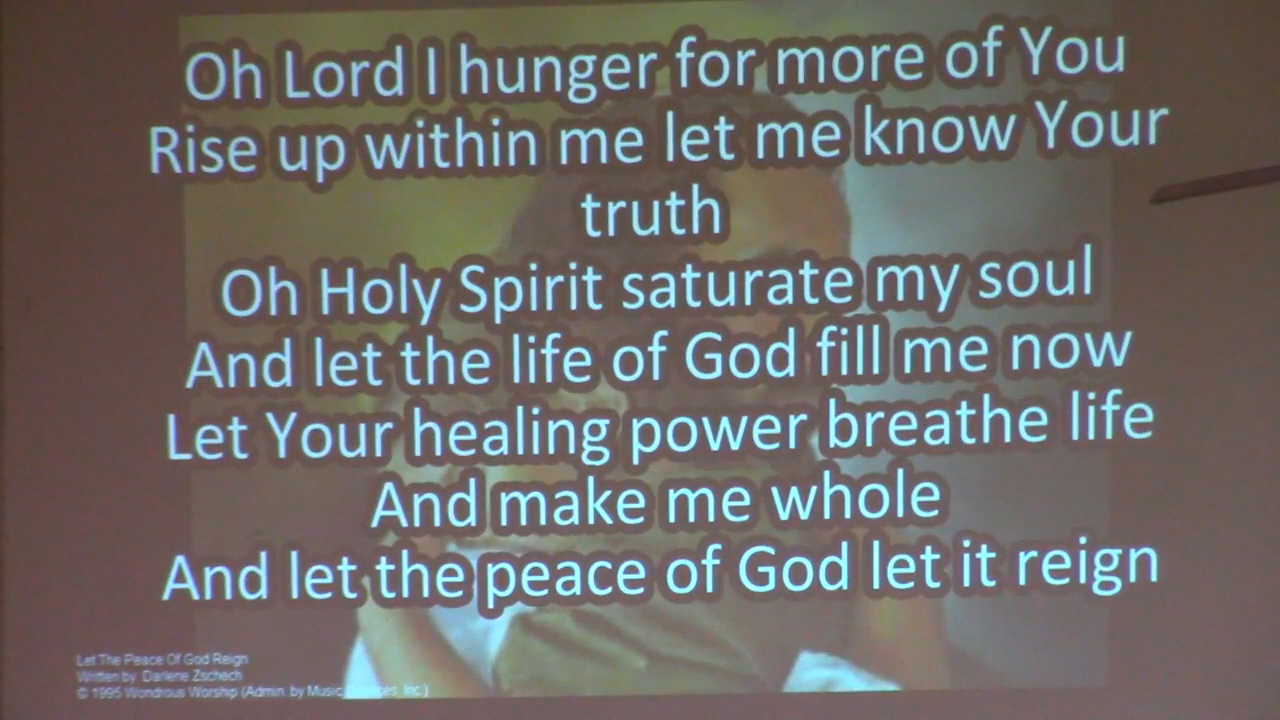 Oh Lord I hunger for more of You
Rise up within me let me know Your
truth
Oh Holy Spirit saturate my soul
And let the life of God fill me now
Let Your healing power breathe life
And make me whole
And let the peace of God let it reign
Let The Peace Of God Reign
Written by Darlene Zschech
© 1995 Wondrous Worship (Admin. by Music Inc.)